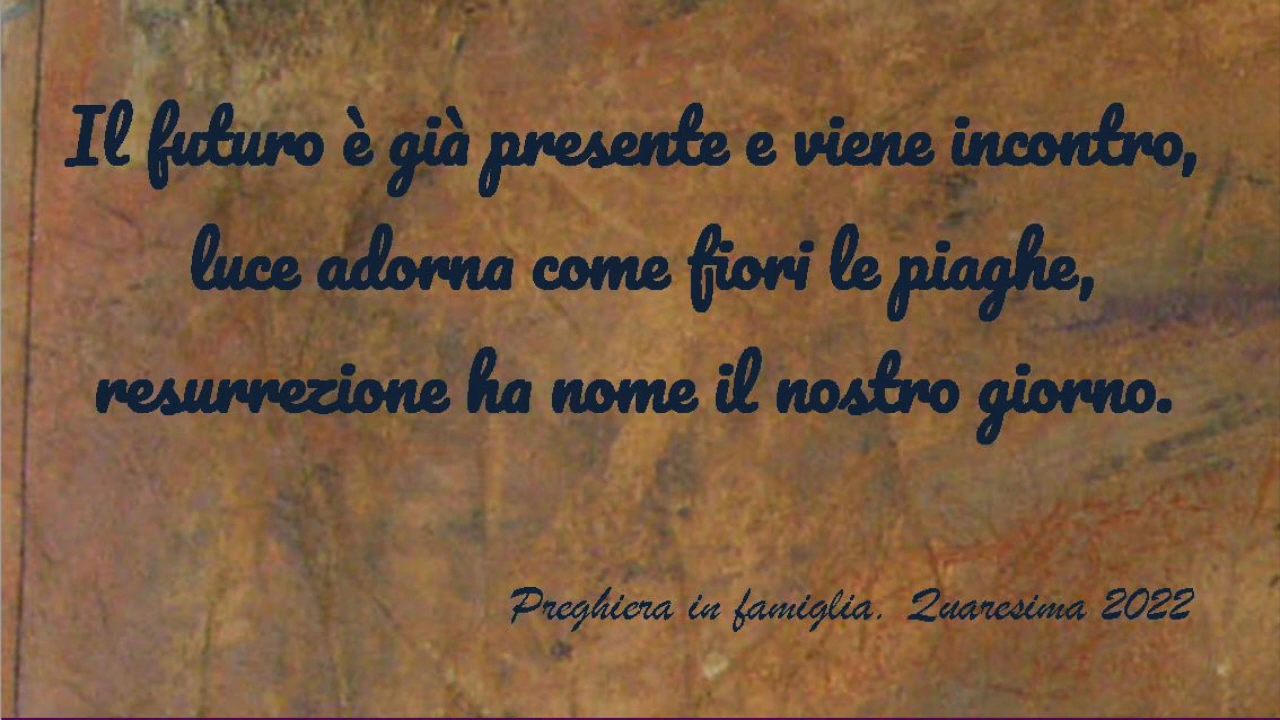 Il futuro è già presente e viene incontro,
luce adorna come fiori le piaghe,
resurrezione ha nome il nostro giorno.
Preghiera in famiglia. Quaresima 2022